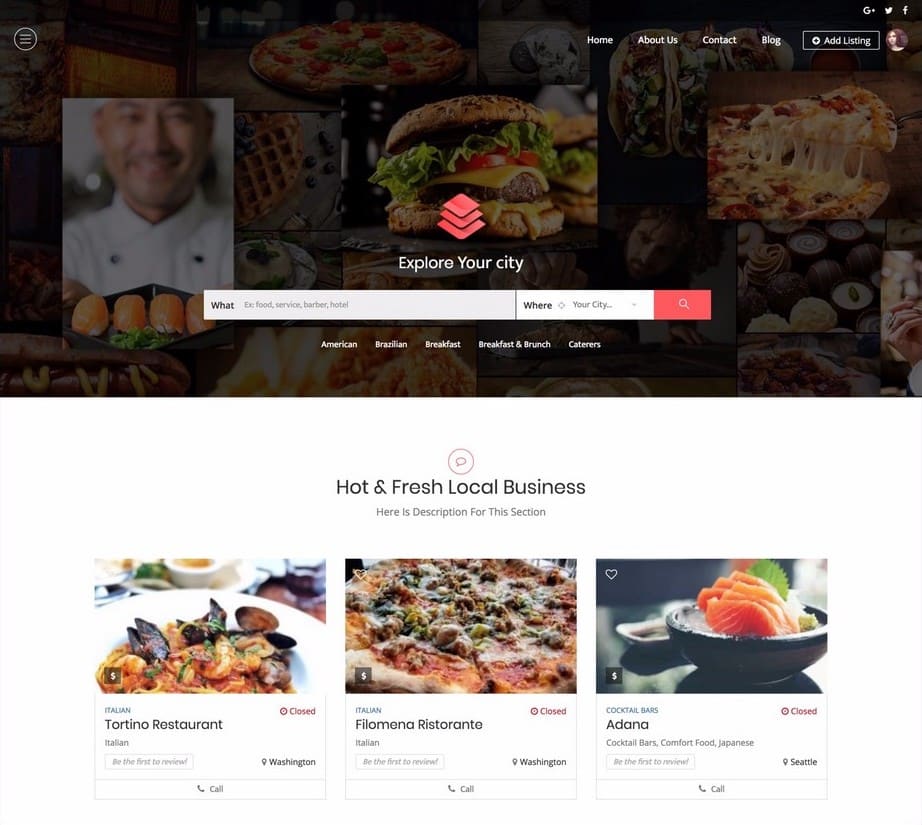 G+
Home About Us Contact Blog Add Listing
Explore Your city
What Ex: food, service, barber, hotel Where Your City...
American Brazilian Breakfast Breakfast & Brunch Caterers
Hot & Fresh Local Business
Here Is Description For This Section
$
ITALIAN Closed
Tortino Restaurant
Italian
Be the first to review! Washington
Call
$
ITALIAN Closed
Filomena Ristorante
Italian
Be the first to review! Washington
Call
$
COCKTAIL BARS Closed
Adana
Cocktail Bars, Comfort Food, Japanese
Be the first to review! Seattle
Call